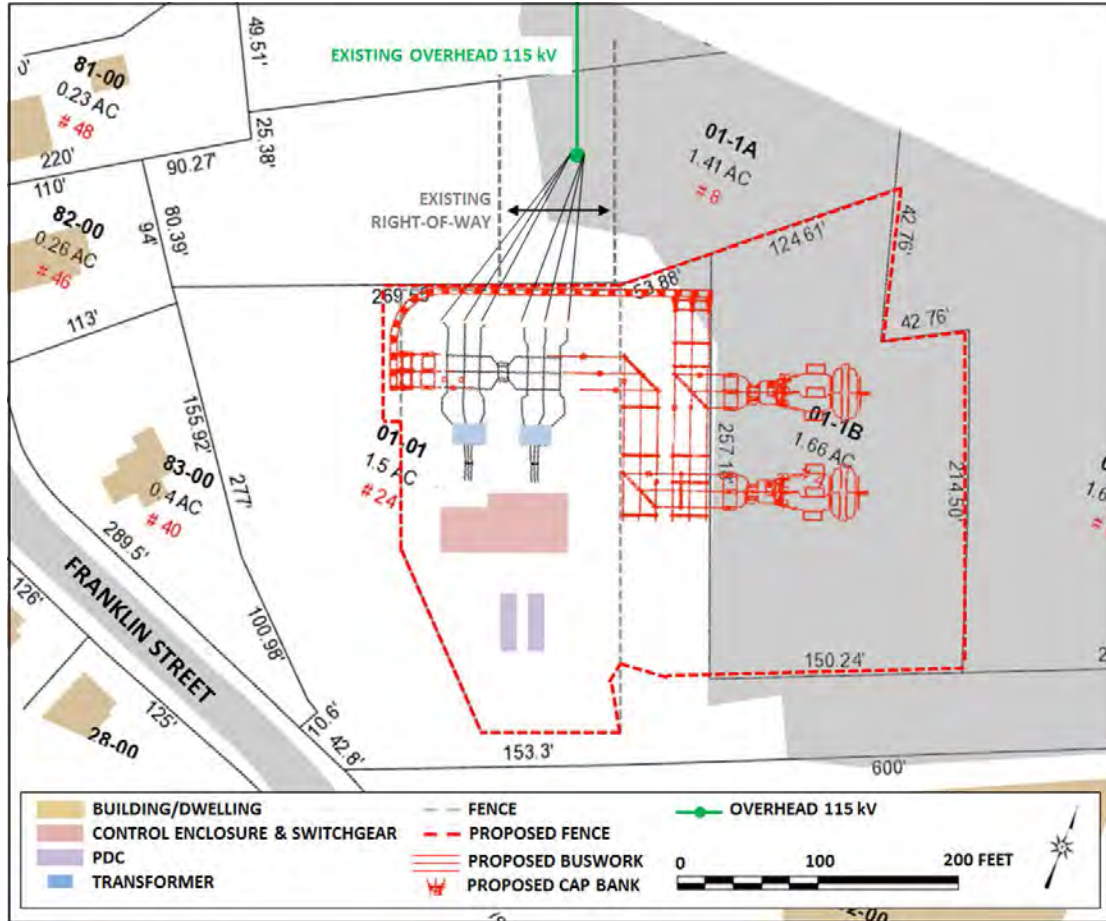 49.51'
EXISTING OVERHEAD 115 kV
81-00
0.23 AC
# 48
220'
25.38'
90.27'
110'
82-00
0.26 AC
# 46
94'
80.39'
01-1A
1.41 AC
# 8
EXISTING
RIGHT-OF-WAY
124.61'
42.76'
53.88'
42.76'
113'
155.92'
277'
83-00
0.4 AC
# 40
289.5'
01-01
1.5 AC
# 24
257.18'
01-1B
1.66 AC
214.50'
FRANKLIN STREET
126'
100.98'
150.24'
28-00
125'
10.6'
42.8'
153.3'
600'
BUILDING/DWELLING
CONTROL ENCLOSURE & SWITCHGEAR
PDC
TRANSFORMER
FENCE
PROPOSED FENCE
PROPOSED BUSWORK
PROPOSED CAP BANK
OVERHEAD 115 kV
0 100 200 FEET